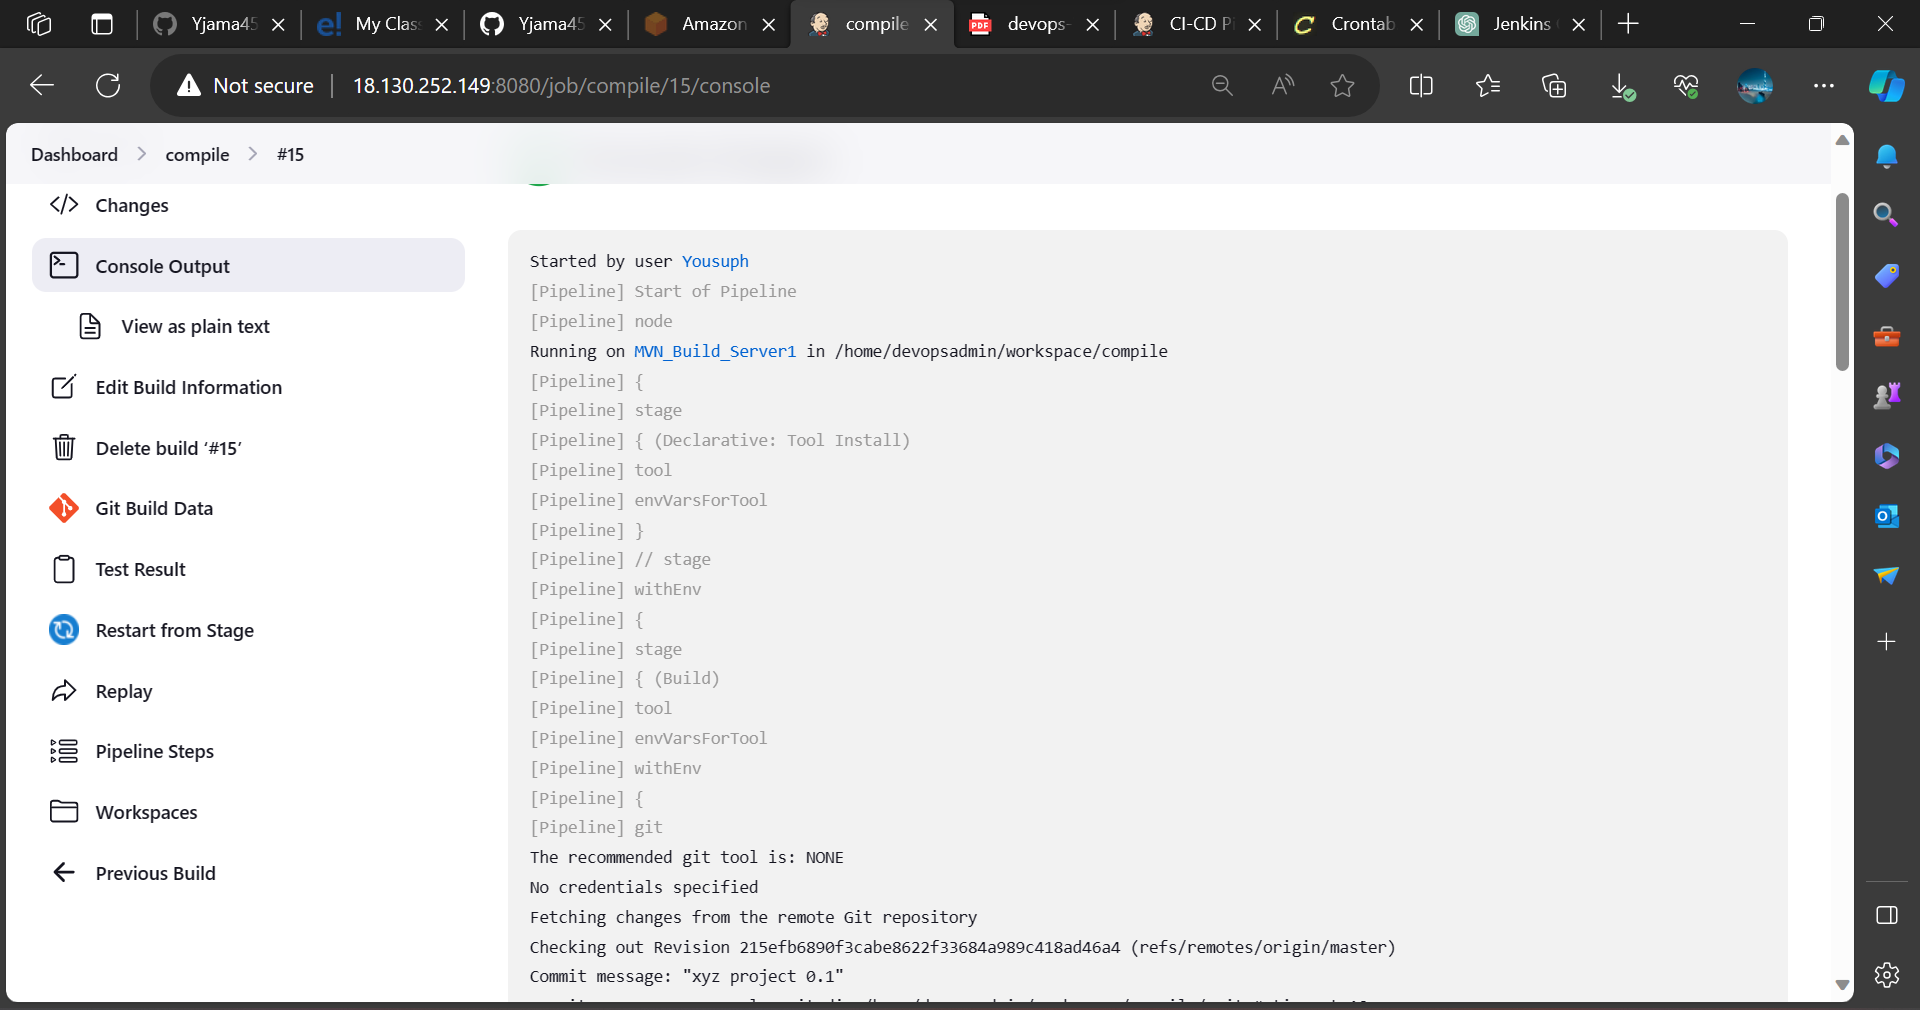 Yjama45
My Clas
Yjama45
Amazon
compile
PDF
devops-
CI-CD Pi
Crontab
Jenkins
Not secure
18.130.252.149:8080/job/compile/15/console
Dashboard
compile
#15
Changes
Console Output
View as plain text
Edit Build Information
Delete build ‘#15’
Git Build Data
Test Result
Restart from Stage
Replay
Pipeline Steps
Workspaces
Previous Build
Started by user Yousuph
[Pipeline] Start of Pipeline
[Pipeline] node
Running on MVN_Build_Server1 in /home/devopsadmin/workspace/compile
[Pipeline] {
[Pipeline] stage
[Pipeline] { (Declarative: Tool Install)
[Pipeline] tool
[Pipeline] envVarsForTool
[Pipeline] }
[Pipeline] // stage
[Pipeline] withEnv
[Pipeline] {
[Pipeline] stage
[Pipeline] { (Build)
[Pipeline] tool
[Pipeline] envVarsForTool
[Pipeline] withEnv
[Pipeline] {
[Pipeline] git
The recommended git tool is: NONE
No credentials specified
Fetching changes from the remote Git repository
Checking out Revision 215efb6890f3cabe8622f33684a989c418ad46a4 (refs/remotes/origin/master)
Commit message: "xyz project 0.1"